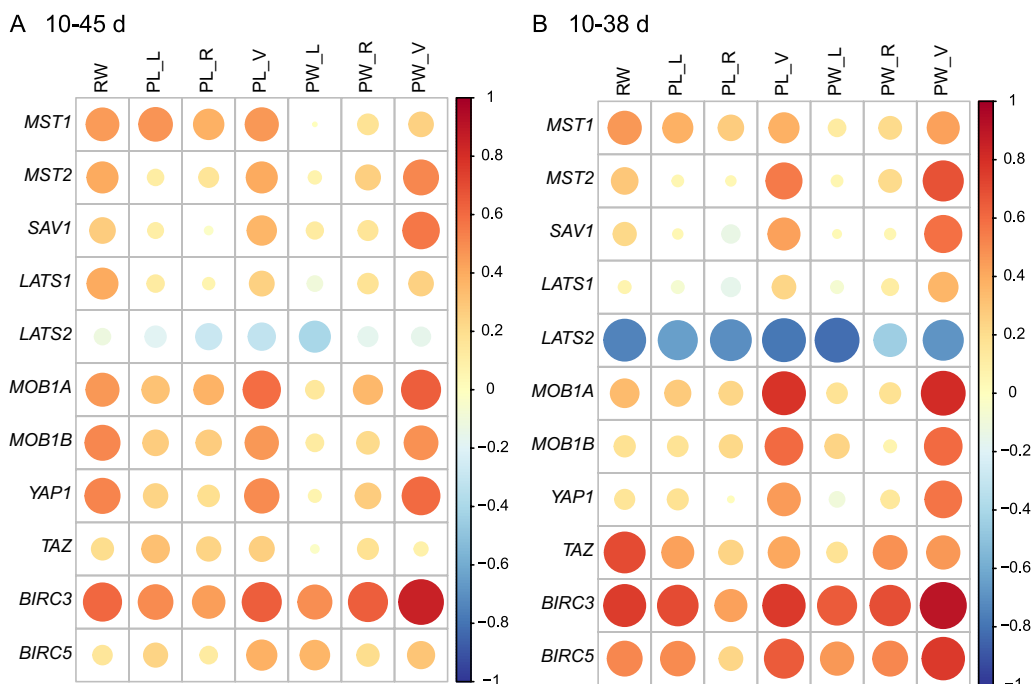 A 10-45 d
RW PL_L PL_R PL_V PW_L PW_R PW_V
MST1
MST2
SAV1
LATS1
LATS2
MOB1A
MOB1B
YAP1
TAZ
BIRC3
BIRC5
1
0.8
0.6
0.4
0.2
0
−0.2
−0.4
−0.6
−0.8
−1
B 10-38 d
RW PL_L PL_R PL_V PW_L PW_R PW_V
MST1
MST2
SAV1
LATS1
LATS2
MOB1A
MOB1B
YAP1
TAZ
BIRC3
BIRC5
1
0.8
0.6
0.4
0.2
0
−0.2
−0.4
−0.6
−0.8
−1